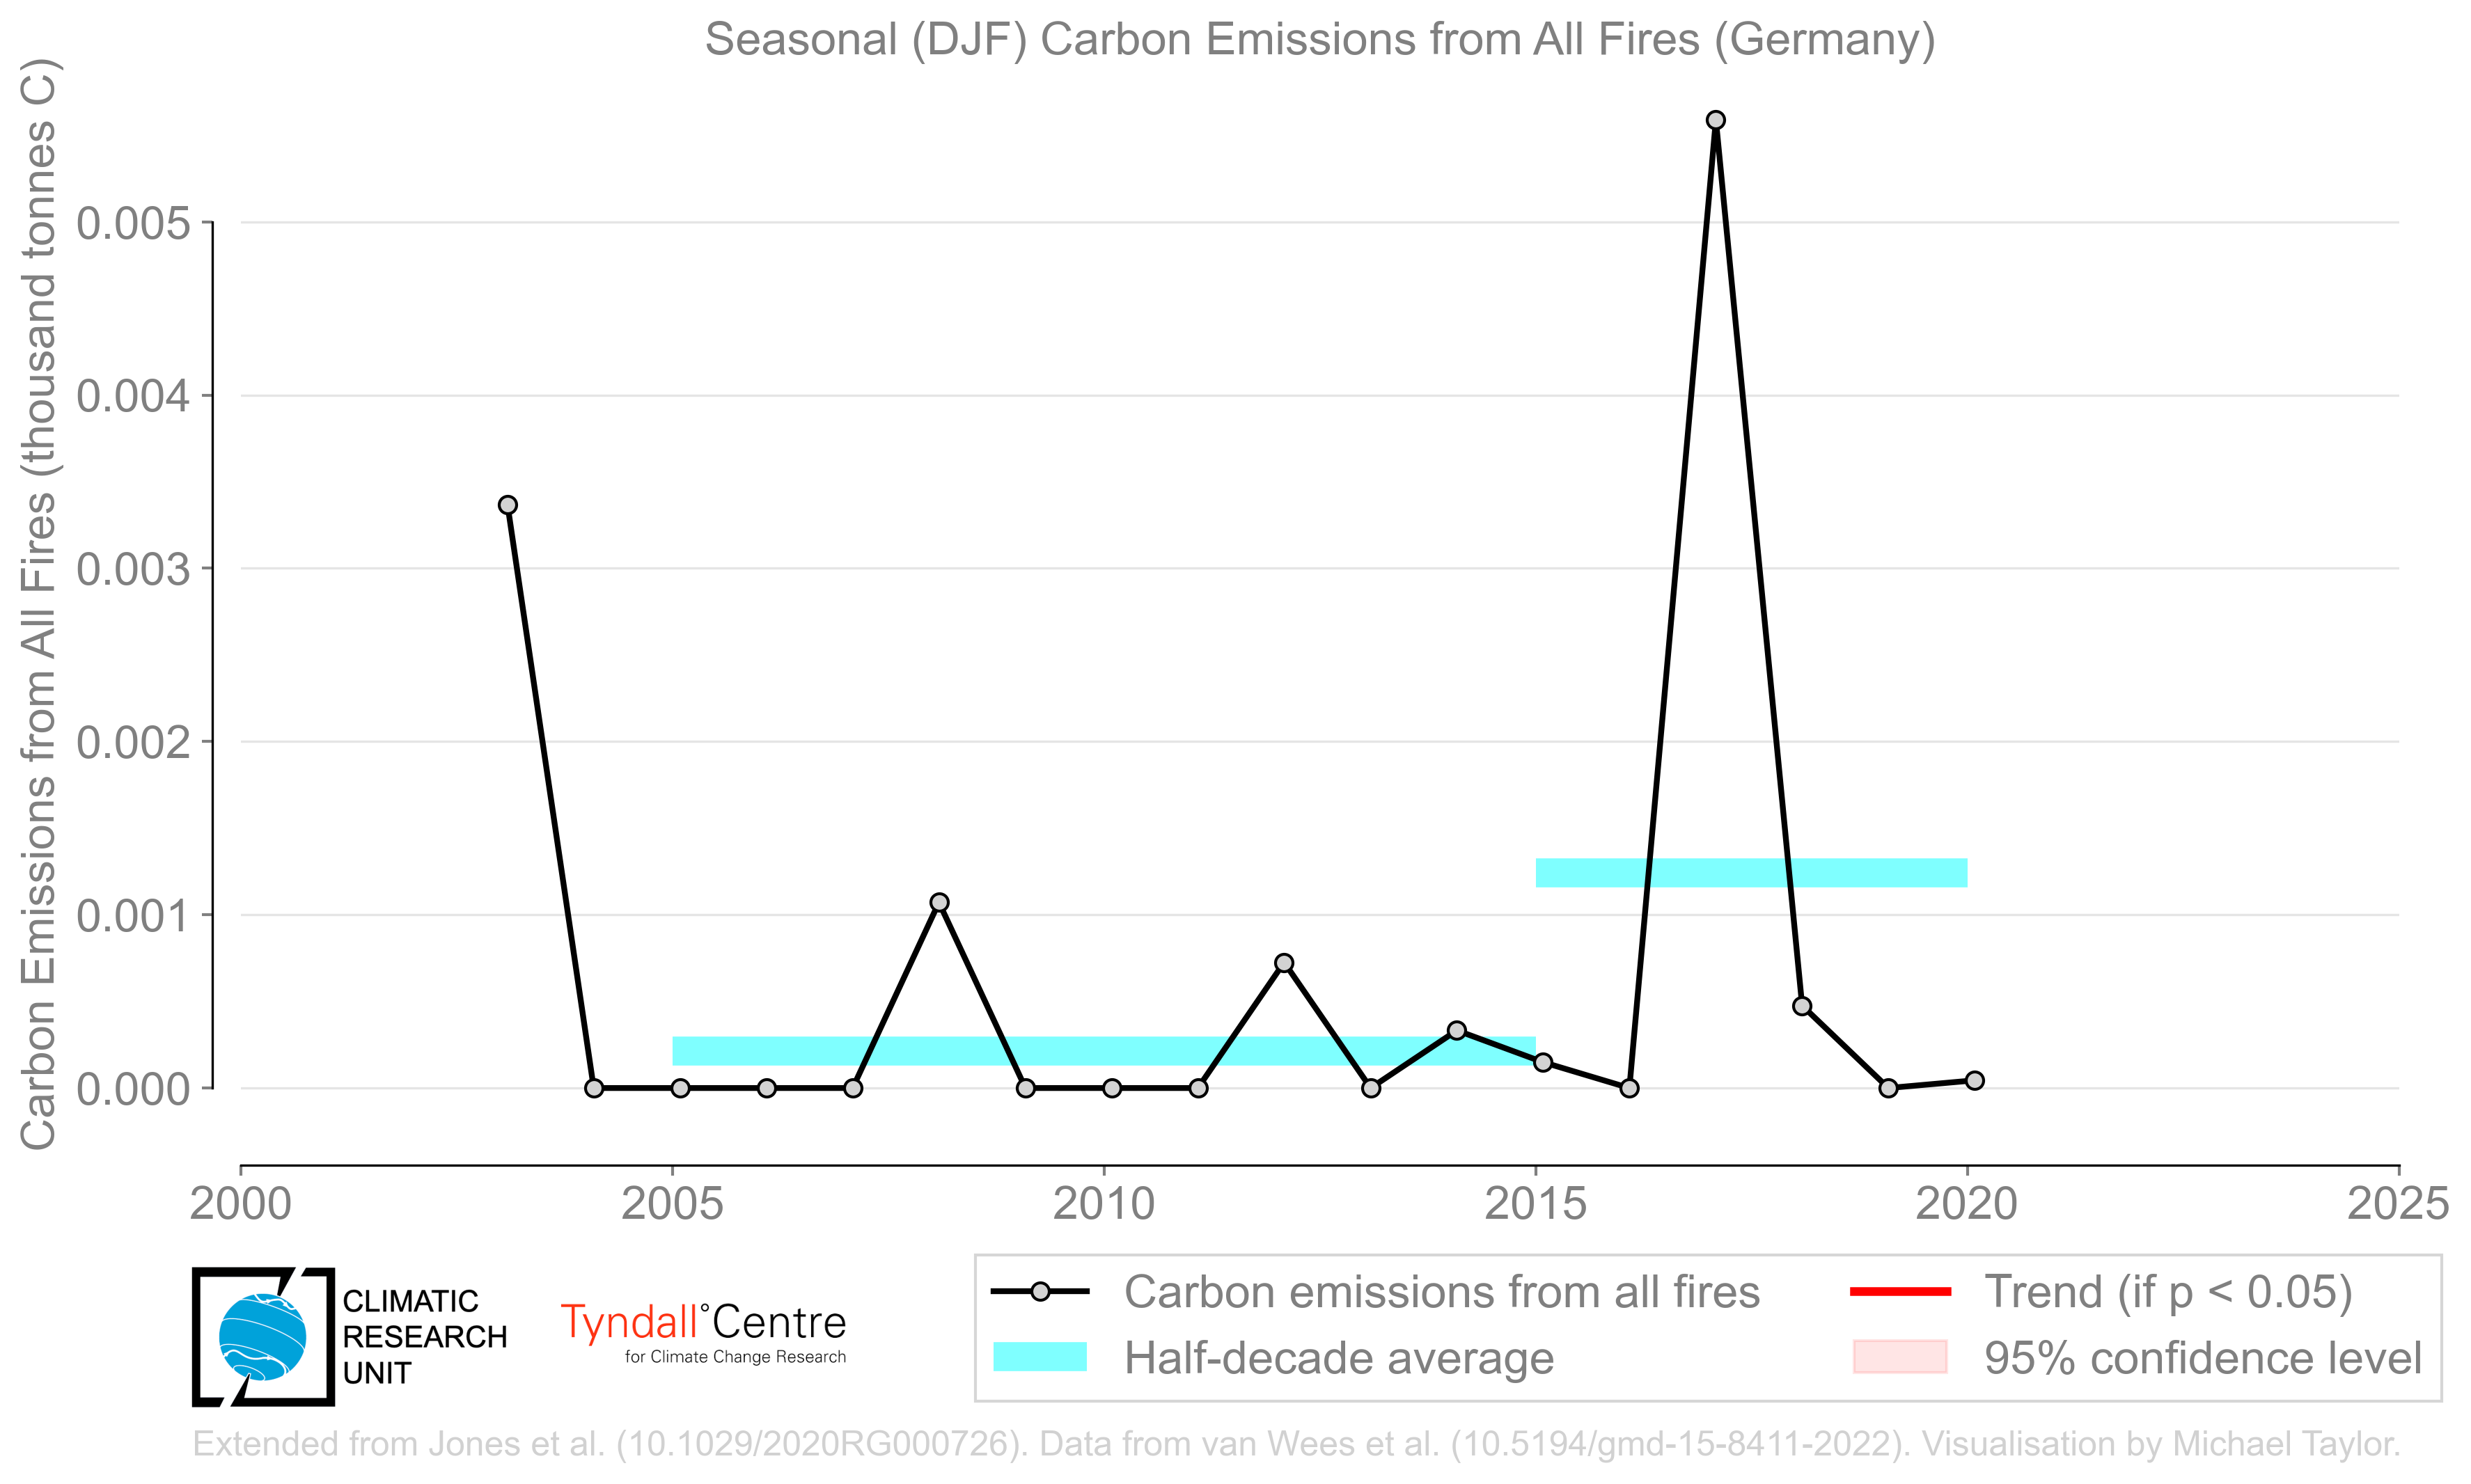 Seasonal (DJF) Carbon Emissions from All Fires (Germany)
Carbon Emissions from All Fires (thousand tonnes C)
0.005
0.004
0.003
0.002
0.001
0.000
2000 2005 2010 2015 2020 2025
CLIMATIC
RESEARCH
UNIT
Tyndall°Centre
for Climate Change Research
Carbon emissions from all fires
Half-decade average
Trend (if p < 0.05)
95% confidence level
Extended from Jones et al. (10.1029/2020RG000726). Data from van Wees et al. (10.5194/gmd-15-8411-2022). Visualisation by Michael Taylor.